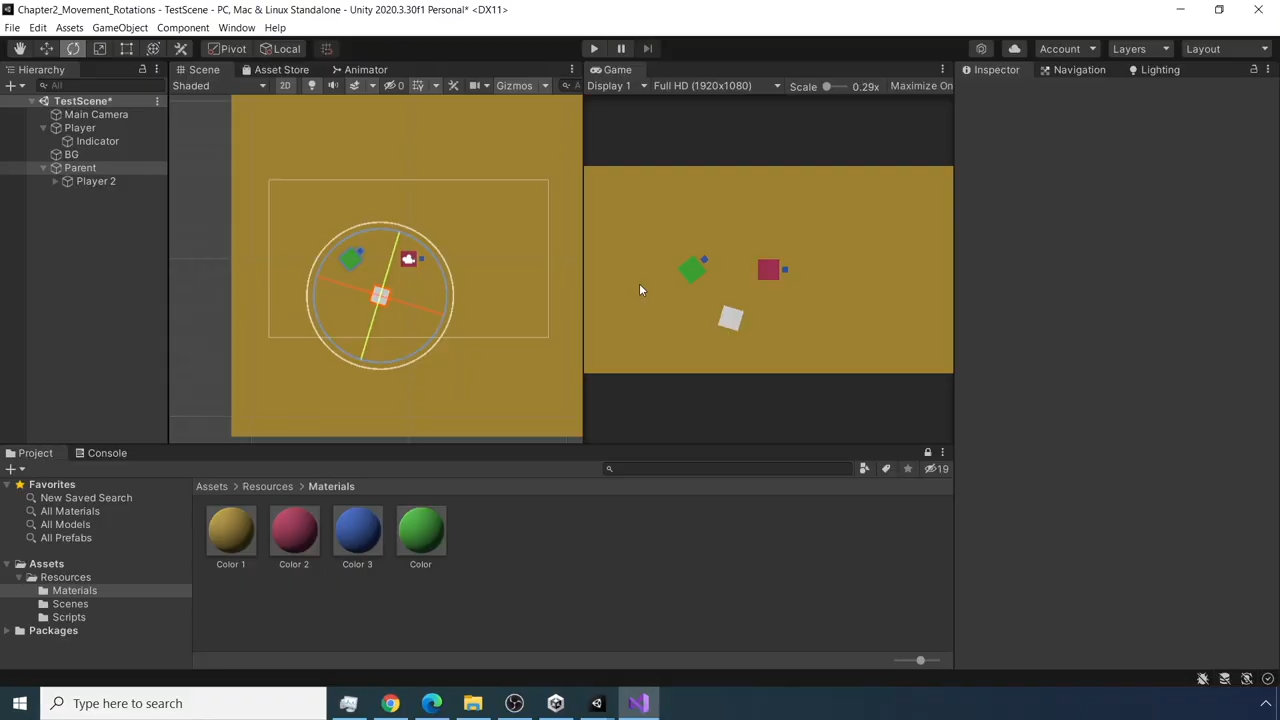 Chapter2_Movement_Rotations - TestScene - PC, Mac & Linux Standalone - Unity 2020.3.30f1 Personal* <DX11>
File Edit Assets GameObject Component Window Help
Pivot Local Account Layers Layout
Hierarchy Scene Asset Store Animator Game Inspector Navigation Lighting
All Shaded 2D 0 Gizmos A Display 1 Full HD (1920x1080) Scale 0.29x Maximize On
TestScene*
Main Camera
Player
Indicator
BG
Parent
Player 2
Project Console
19
Favorites Assets Resources Materials
New Saved Search
All Materials
All Models
All Prefabs
Color 1 Color 2 Color 3 Color
Assets
Resources
Materials
Scenes
Scripts
Packages
Type here to search